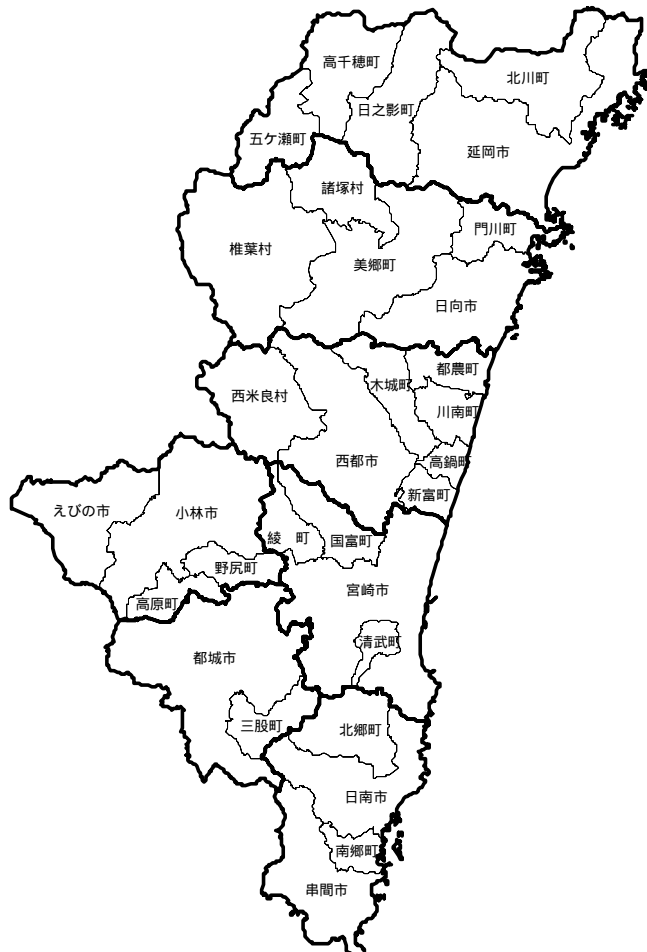 高千穂町
北川町
日之影町
五ケ瀬町
延岡市
諸塚村
門川町
椎葉村
美郷町
日向市
都農町
木城町
西米良村
川南町
西都市
高鍋町
新富町
えびの市
小林市
綾　町
国富町
野尻町
宮崎市
高原町
清武町
都城市
三股町
北郷町
日南市
南郷町
串間市